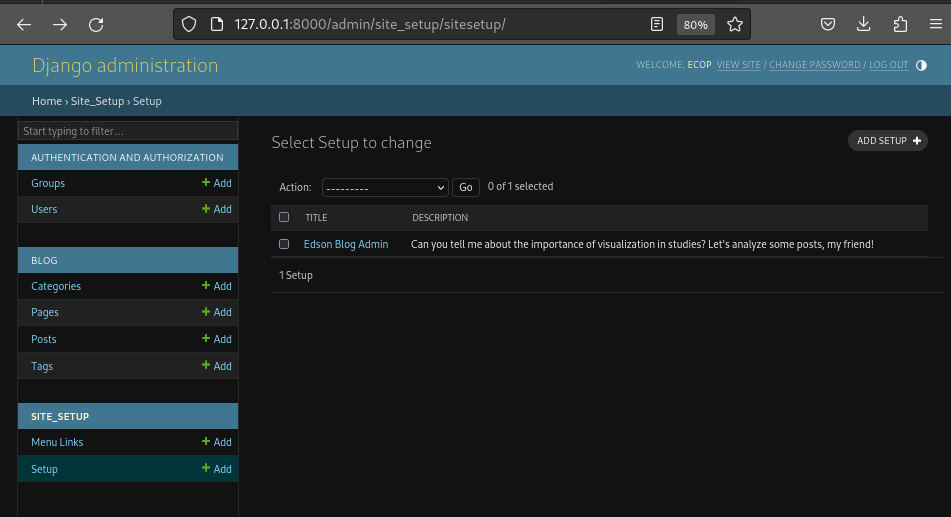 127.0.0.1:8000/admin/site_setup/sitesetup/
80%
Django administration
WELCOME, ECOP. VIEW SITE / CHANGE PASSWORD / LOG OUT
Home › Site_Setup › Setup
Start typing to filter...
AUTHENTICATION AND AUTHORIZATION
Groups + Add
Users + Add
BLOG
Categories + Add
Pages + Add
Posts + Add
Tags + Add
SITE_SETUP
Menu Links + Add
Setup + Add
Select Setup to change
ADD SETUP +
Action: --------- Go 0 of 1 selected
TITLE DESCRIPTION
Edson Blog Admin Can you tell me about the importance of visualization in studies? Let's analyze some posts, my friend!
1 Setup